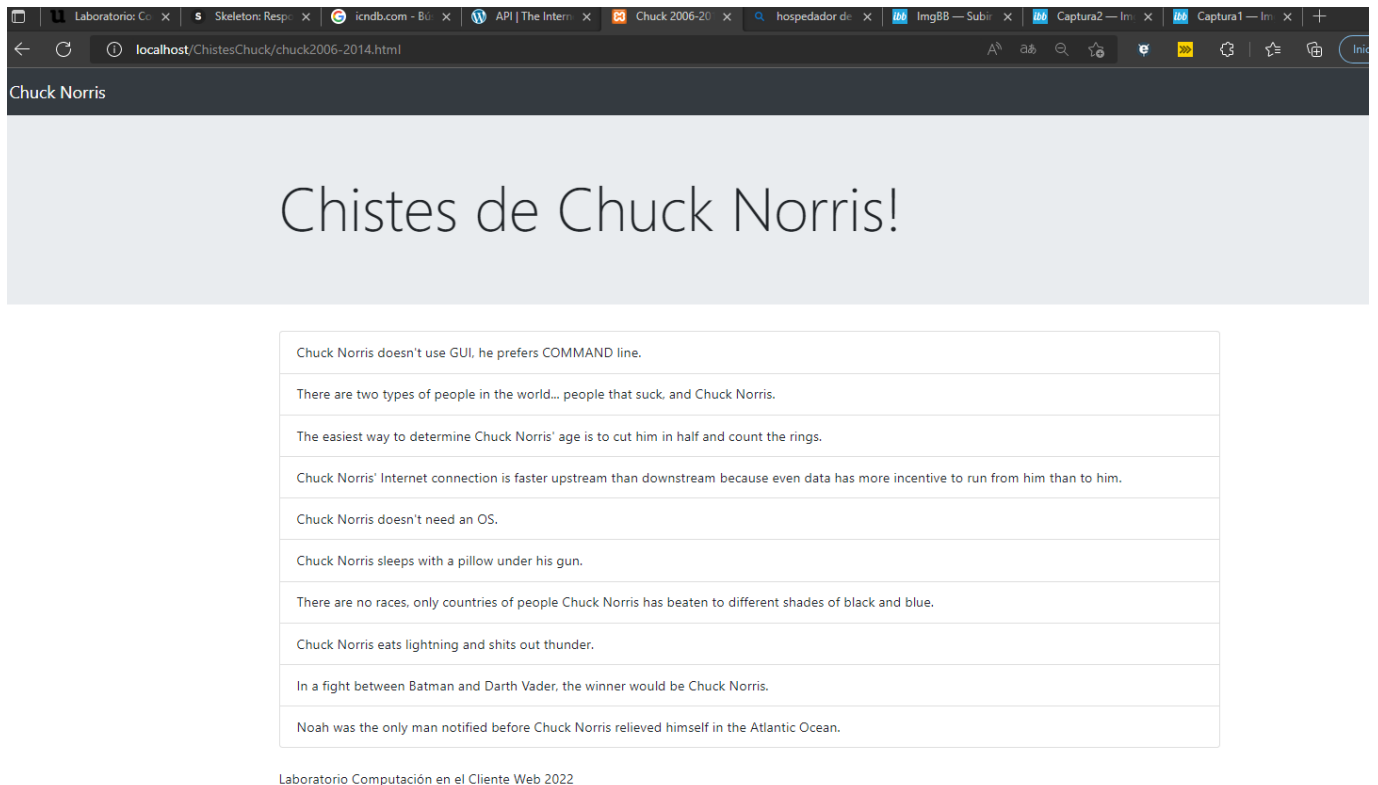 Laboratorio: Co
Skeleton: Respo
icndb.com - Bú
API | The Intern
Chuck 2006-20
hospedador de
ImgBB — Subir
Captura2 — Im
Captura1 — Im
localhost/ChistesChuck/chuck2006-2014.html
Inic
Chuck Norris
Chistes de Chuck Norris!
Chuck Norris doesn't use GUI, he prefers COMMAND line.
There are two types of people in the world... people that suck, and Chuck Norris.
The easiest way to determine Chuck Norris' age is to cut him in half and count the rings.
Chuck Norris' Internet connection is faster upstream than downstream because even data has more incentive to run from him than to him.
Chuck Norris doesn't need an OS.
Chuck Norris sleeps with a pillow under his gun.
There are no races, only countries of people Chuck Norris has beaten to different shades of black and blue.
Chuck Norris eats lightning and shits out thunder.
In a fight between Batman and Darth Vader, the winner would be Chuck Norris.
Noah was the only man notified before Chuck Norris relieved himself in the Atlantic Ocean.
Laboratorio Computación en el Cliente Web 2022